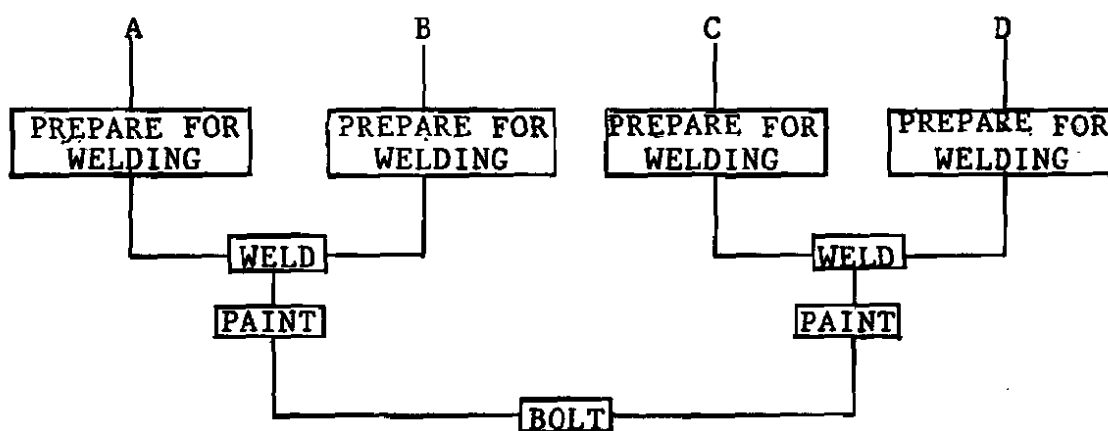 A B C D
PREPARE FOR PREPARE FOR PREPARE FOR PREPARE FOR
WELDING WELDING WELDING WELDING
WELD WELD
PAINT PAINT
BOLT